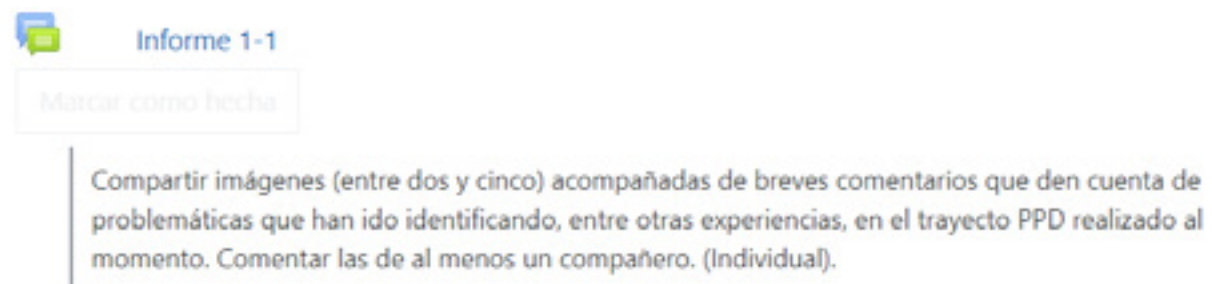 Informe 1-1
Marcar como hecha
Compartir imágenes (entre dos y cinco) acompañadas de breves comentarios que den cuenta de
problemáticas que han ido identificando, entre otras experiencias, en el trayecto PPD realizado al
momento. Comentar las de al menos un compañero. (Individual).